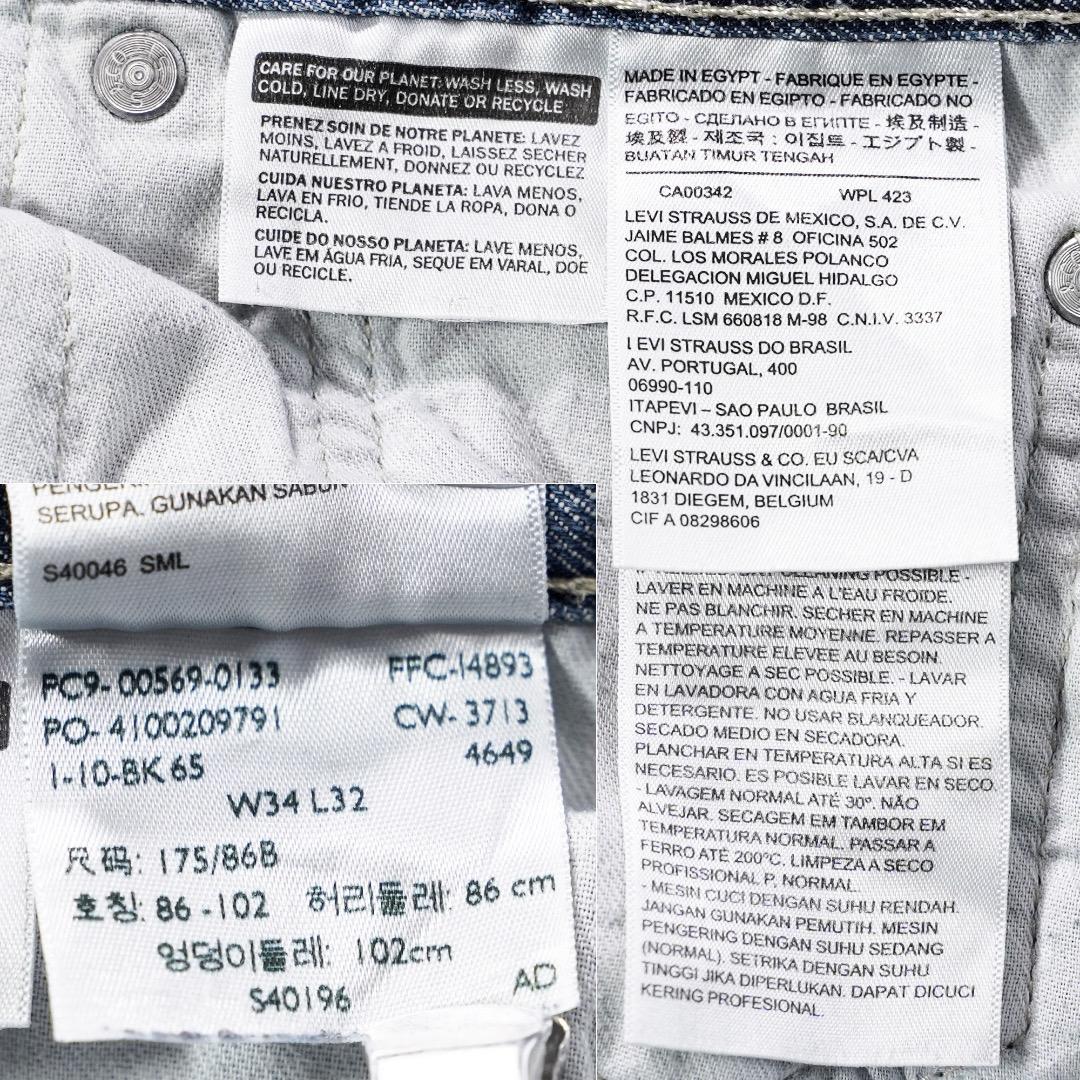 CARE FOR OUR PLANET: WASH LESS, WASH
COLD, LINE DRY, DONATE OR RECYCLE
PRENEZ SOIN DE NOTRE PLANETE: LAVEZ
MOINS, LAVEZ A FROID, LAISSEZ SECHER
NATURELLEMENT, DONNEZ OU RECYCLEZ
CUIDA NUESTRO PLANETA: LAVA MENOS,
LAVA EN FRIO, TIENDE LA ROPA, DONA O
RECICLA.
CUIDE DO NOSSO PLANETA: LAVE MENOS,
LAVE EM ÁGUA FRIA, SEQUE EM VARAL, DOE
OU RECICLE.
MADE IN EGYPT - FABRIQUE EN EGYPTE -
FABRICADO EN EGIPTO - FABRICADO NO
EGITO - СДЕЛАНО В ЕГИПТЕ - 埃及制造 -
埃及製 - 제조국 : 이집트 - エジプト製 -
BUATAN TIMUR TENGAH
CA00342 WPL 423
LEVI STRAUSS DE MEXICO, S.A. DE C.V.
JAIME BALMES # 8 OFICINA 502
COL. LOS MORALES POLANCO
DELEGACION MIGUEL HIDALGO
C.P. 11510 MEXICO D.F.
R.F.C. LSM 660818 M-98 C.N.I.V. 3337
LEVI STRAUSS DO BRASIL
AV. PORTUGAL, 400
06990-110
ITAPEVI – SAO PAULO BRASIL
CNPJ: 43.351.097/0001-90
LEVI STRAUSS & CO. EU SCA/CVA
LEONARDO DA VINCILAAN, 19 - D
1831 DIEGEM, BELGIUM
CIF A 08298606
CLEANING POSSIBLE -
LAVER EN MACHINE A L'EAU FROIDE.
NE PAS BLANCHIR. SECHER EN MACHINE
A TEMPERATURE MOYENNE. REPASSER A
TEMPERATURE ELEVEE AU BESOIN.
NETTOYAGE A SEC POSSIBLE. - LAVAR
EN LAVADORA CON AGUA FRIA Y
DETERGENTE. NO USAR BLANQUEADOR.
SECADO MEDIO EN SECADORA.
PLANCHAR EN TEMPERATURA ALTA SI ES
NECESARIO. ES POSIBLE LAVAR EN SECO.
- LAVAGEM NORMAL ATÉ 30°. NÃO
ALVEJAR. SECAGEM EM TAMBOR EM
TEMPERATURA NORMAL. PASSAR A
FERRO ATÉ 200°C. LIMPEZA A SECO
PROFISSIONAL P, NORMAL.
- MESIN CUCI DENGAN SUHU RENDAH.
JANGAN GUNAKAN PEMUTIH. MESIN
PENGERING DENGAN SUHU SEDANG
(NORMAL). SETRIKA DENGAN SUHU
TINGGI JIKA DIPERLUKAN. DAPAT DICUCI
KERING PROFESIONAL.
SERUPA. GUNAKAN SABUN
S40046 SML
PC9-00569-0133 FFC-14893
PO-4100209791 CW-3713
1-10-BK 65 4649
W34 L32
尺码: 175/86B
호칭: 86-102 허리둘레: 86 cm
엉덩이둘레: 102cm
AD
S40196